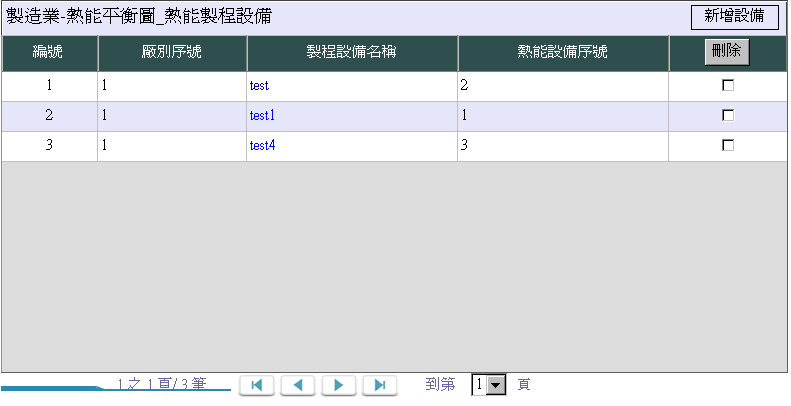 製造業-熱能平衡圖_熱能製程設備 新增設備
編號 廠別序號 製程設備名稱 熱能設備序號 刪除
1 1 test 2
2 1 test1 1
3 1 test4 3
1 之 1 頁/ 3 筆 到第 1 頁